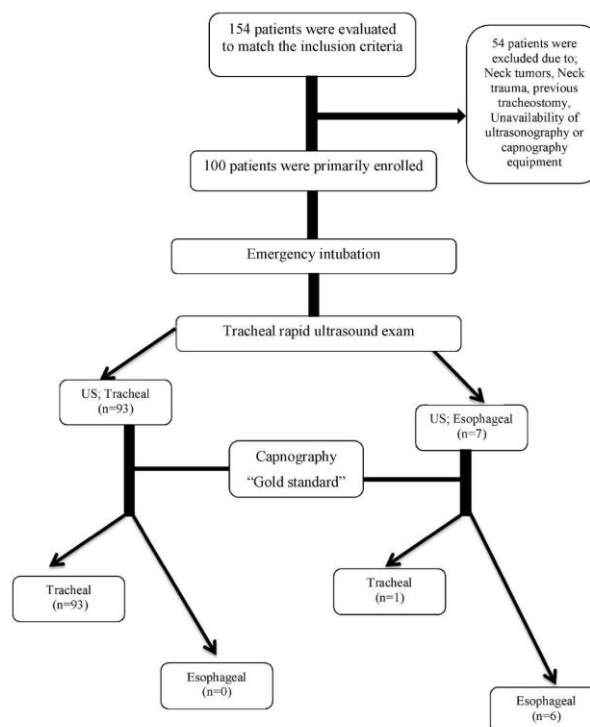 154 patients were evaluated
to match the inclusion criteria
54 patients were
excluded due to;
Neck tumors, Neck
trauma, previous
tracheostomy,
Unavailability of
ultrasonography or
capnography
equipment
100 patients were primarily enrolled
Emergency intubation
Tracheal rapid ultrasound exam
US; Tracheal
(n=93)
US; Esophageal
(n=7)
Capnography
“Gold standard”
Tracheal
(n=93)
Tracheal
(n=1)
Esophageal
(n=0)
Esophageal
(n=6)